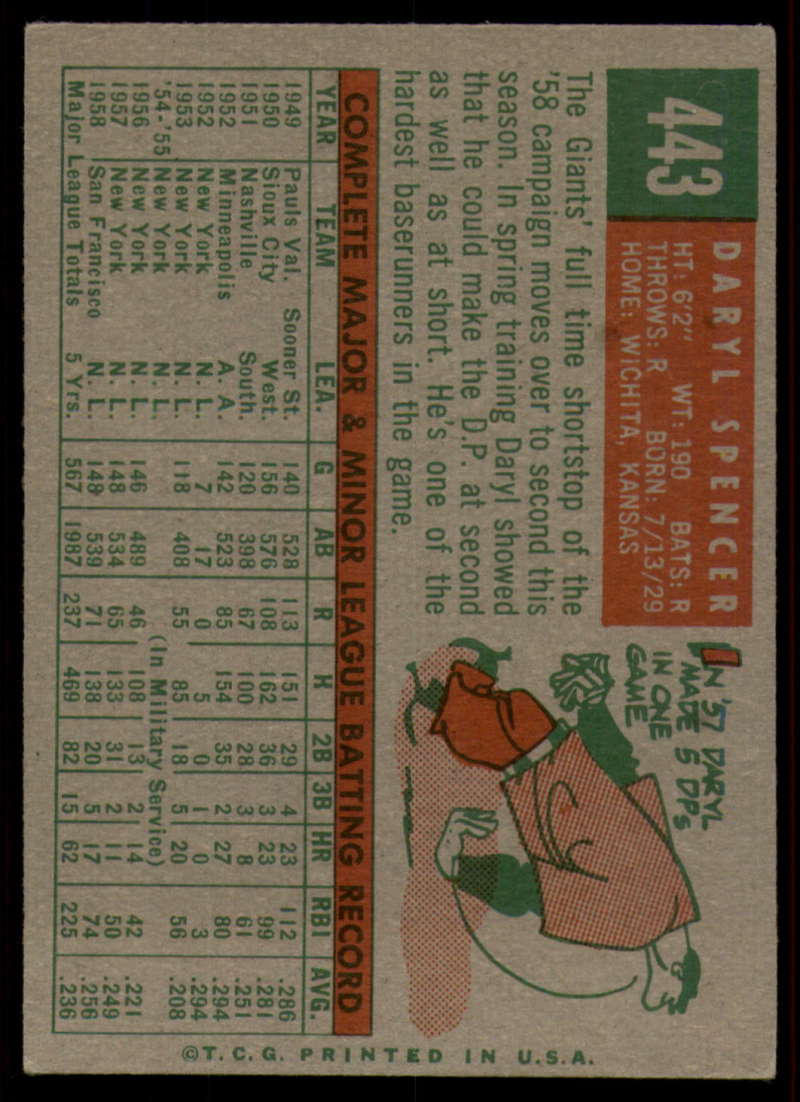 443
DARYL SPENCER
HT: 6'2" WT: 190 BATS: R
THROWS: R BORN: 7/13/29
HOME: WICHITA, KANSAS
The Giants' full time shortstop of the
'58 campaign moves over to second this
season. In spring training Daryl showed
that he could make the D.P. at second
as well as at short. He's one of the
hardest baserunners in the game.
IN '57 DARYL
MADE 5 DPs
IN ONE
GAME
COMPLETE MAJOR & MINOR LEAGUE BATTING RECORD
YEAR TEAM LEA. G AB R H 2B 3B HR RBI AVG.
1949 Pauls Val. Sooner St. 140 528 113 151 29 4 23 112 .286
1950 Sioux City West. 156 576 108 162 36 3 23 99 .281
1951 Nashville South. 120 398 67 100 28 3 8 61 .251
1952 Minneapolis A. A. 142 523 85 154 35 2 27 80 .294
1952 New York N. L. 7 17 0 5 0 1 0 3 .294
1953 New York N. L. 118 408 55 85 18 5 20 56 .208
'54-'55 New York N. L. (In Military Service)
1956 New York N. L. 146 489 46 108 13 2 14 42 .221
1957 New York N. L. 148 534 65 133 31 2 11 50 .249
1958 San Francisco N. L. 148 539 71 138 20 5 17 74 .256
Major League Totals 5 Yrs. 567 1987 237 469 82 15 62 225 .236
©T.C.G. PRINTED IN U.S.A.